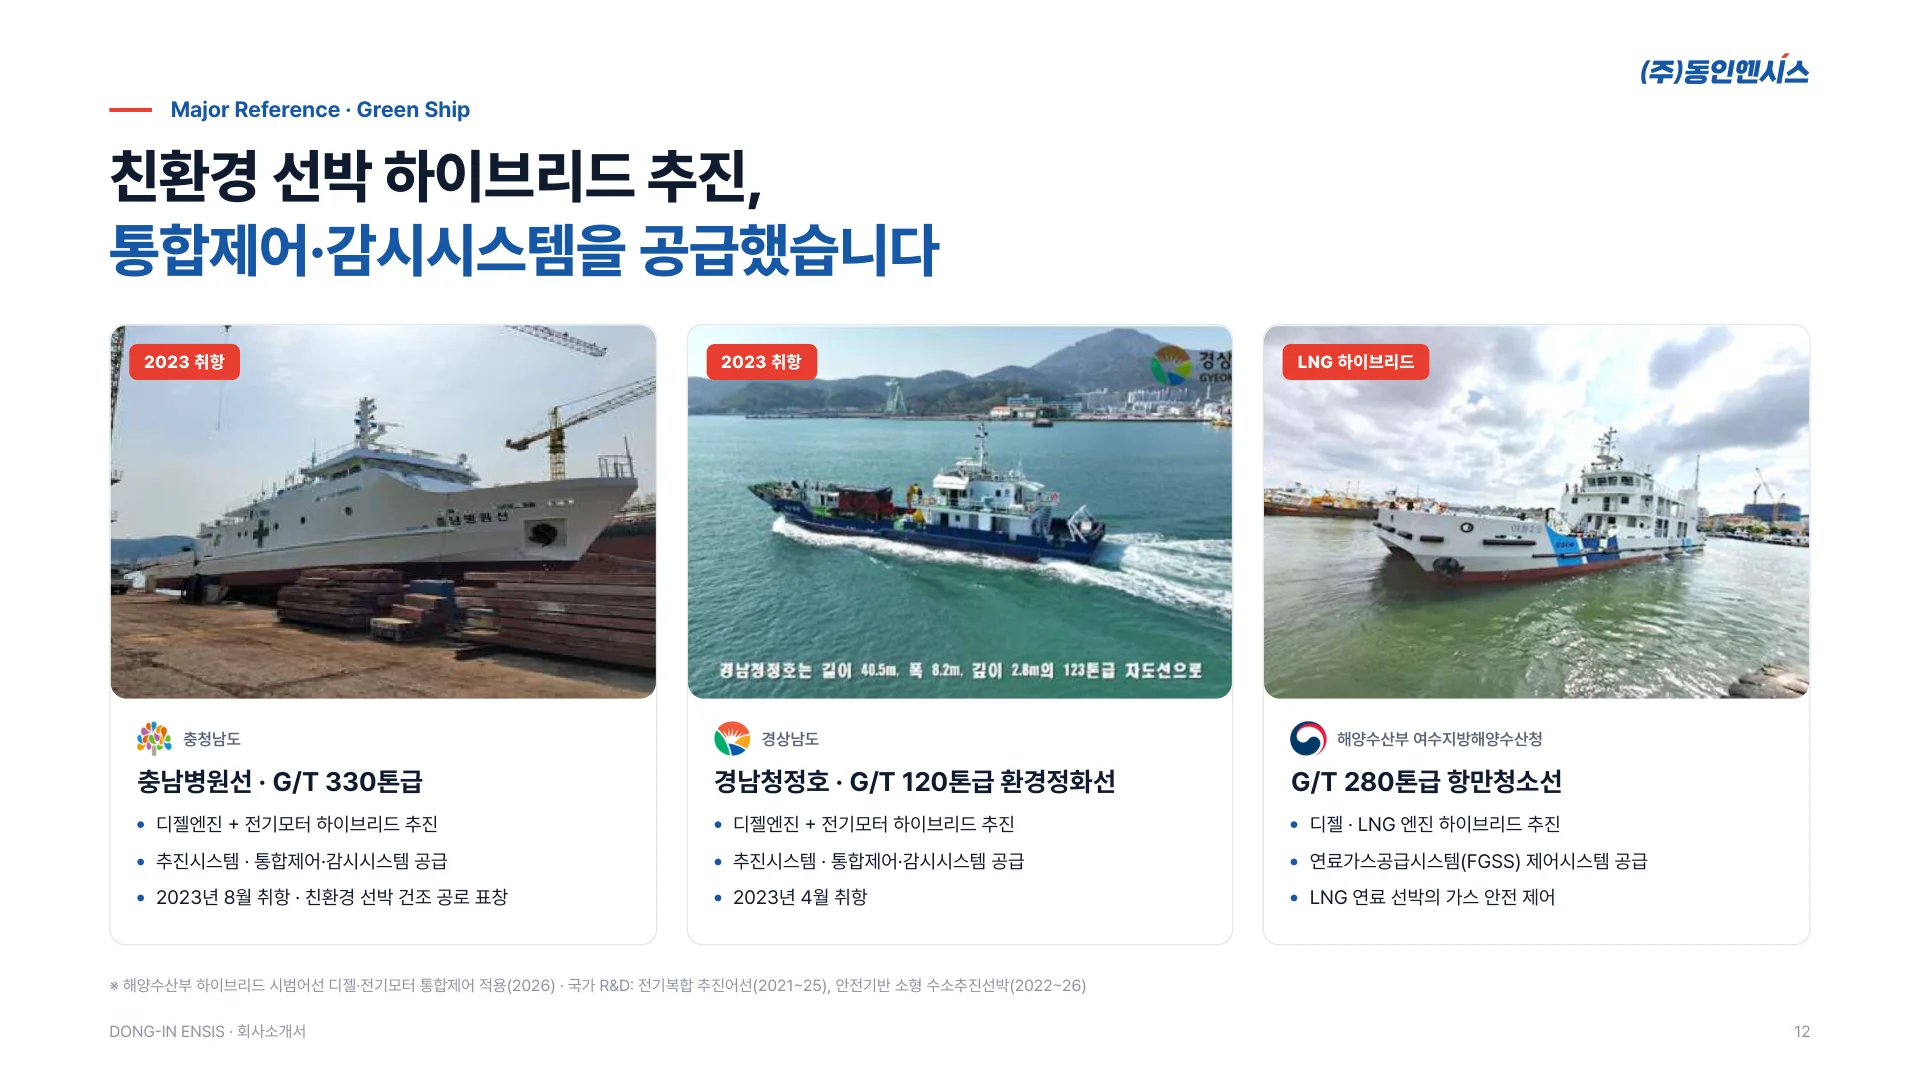 (주)동인엔시스
Major Reference · Green Ship
친환경 선박 하이브리드 추진,
통합제어·감시시스템을 공급했습니다
2023 취항
충남병원선
충청남도
충남병원선 · G/T 330톤급
• 디젤엔진 + 전기모터 하이브리드 추진
• 추진시스템 · 통합제어·감시시스템 공급
• 2023년 8월 취항 · 친환경 선박 건조 공로 표창
2023 취항
경상
GYEON
경남청정호는 길이 40.5m, 폭 8.2m, 깊이 2.8m의 123톤급 차도선으로
경상남도
경남청정호 · G/T 120톤급 환경정화선
• 디젤엔진 + 전기모터 하이브리드 추진
• 추진시스템 · 통합제어·감시시스템 공급
• 2023년 4월 취항
LNG 하이브리드
해양수산부 여수지방해양수산청
G/T 280톤급 항만청소선
• 디젤 · LNG 엔진 하이브리드 추진
• 연료가스공급시스템(FGSS) 제어시스템 공급
• LNG 연료 선박의 가스 안전 제어
※ 해양수산부 하이브리드 시범어선 디젤·전기모터 통합제어 적용(2026) · 국가 R&D: 전기복합 추진어선(2021~25), 안전기반 소형 수소추진선박(2022~26)
DONG-IN ENSIS · 회사소개서
12